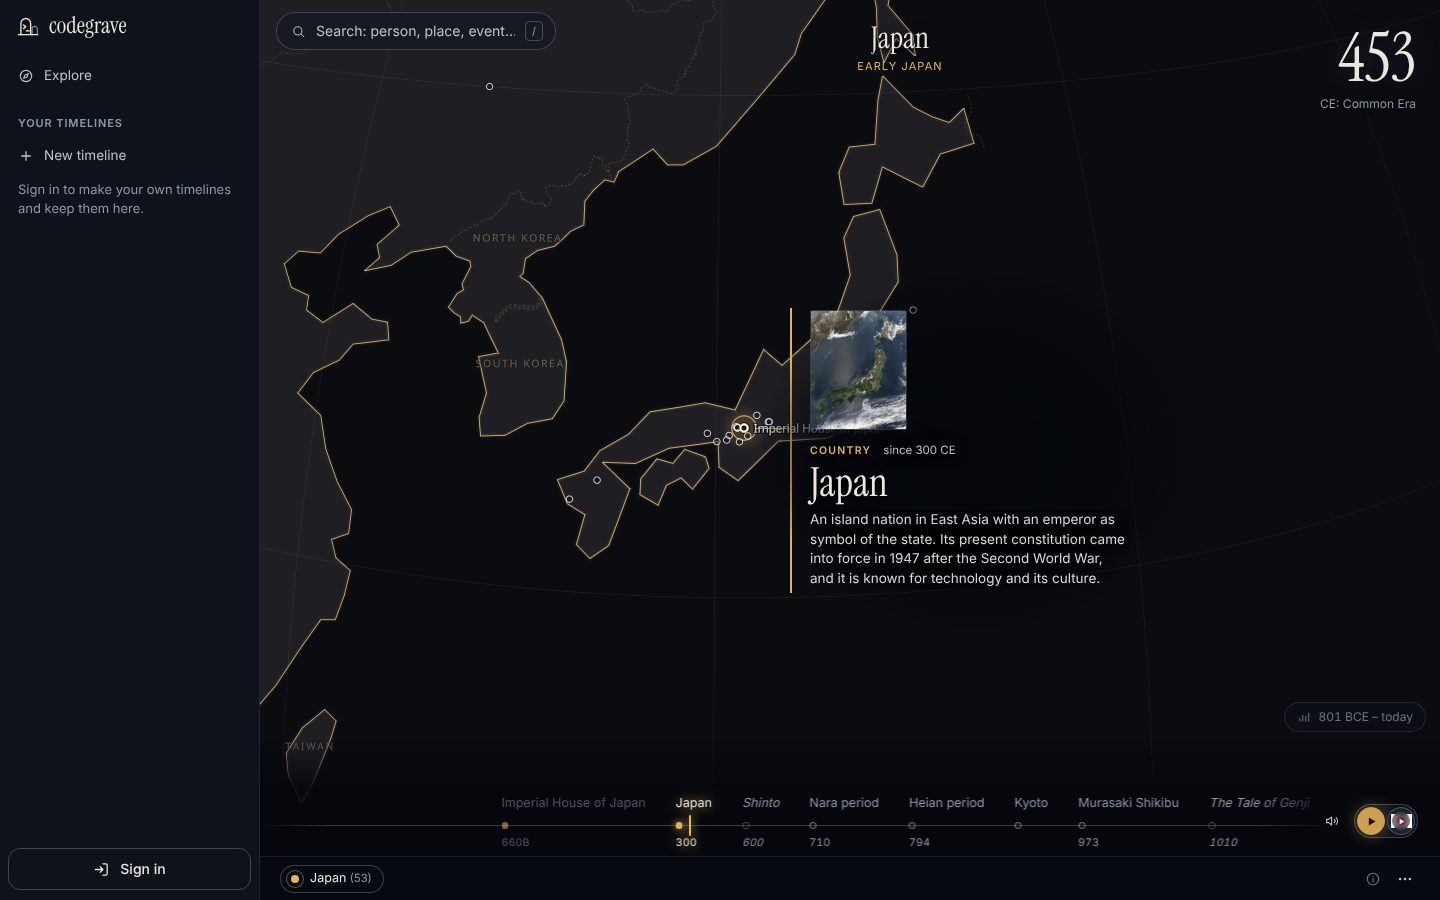 codegrave
Search: person, place, event... /
Explore
YOUR TIMELINES
New timeline
Sign in to make your own timelines
and keep them here.
Japan
EARLY JAPAN
453
CE: Common Era
NORTH KOREA
SOUTH KOREA
TAIWAN
Imperial House of Japan
COUNTRY since 300 CE
Japan
An island nation in East Asia with an emperor as
symbol of the state. Its present constitution came
into force in 1947 after the Second World War,
and it is known for technology and its culture.
801 BCE – today
Imperial House of Japan Japan Shinto Nara period Heian period Kyoto Murasaki Shikibu The Tale of Genji
660B 300 600 710 794 973 1010
Sign in
Japan (53)